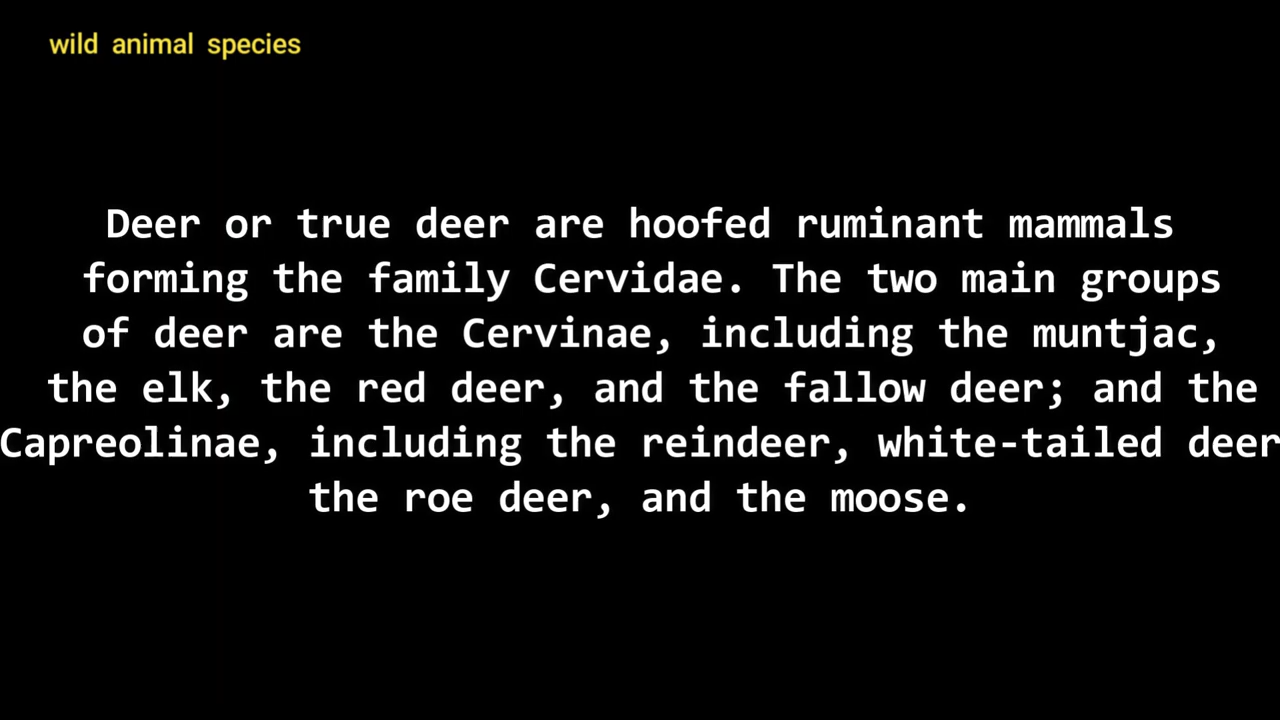 wild animal species
Deer or true deer are hoofed ruminant mammals
forming the family Cervidae. The two main groups
of deer are the Cervinae, including the muntjac,
the elk, the red deer, and the fallow deer; and the
Capreolinae, including the reindeer, white-tailed deer
the roe deer, and the moose.